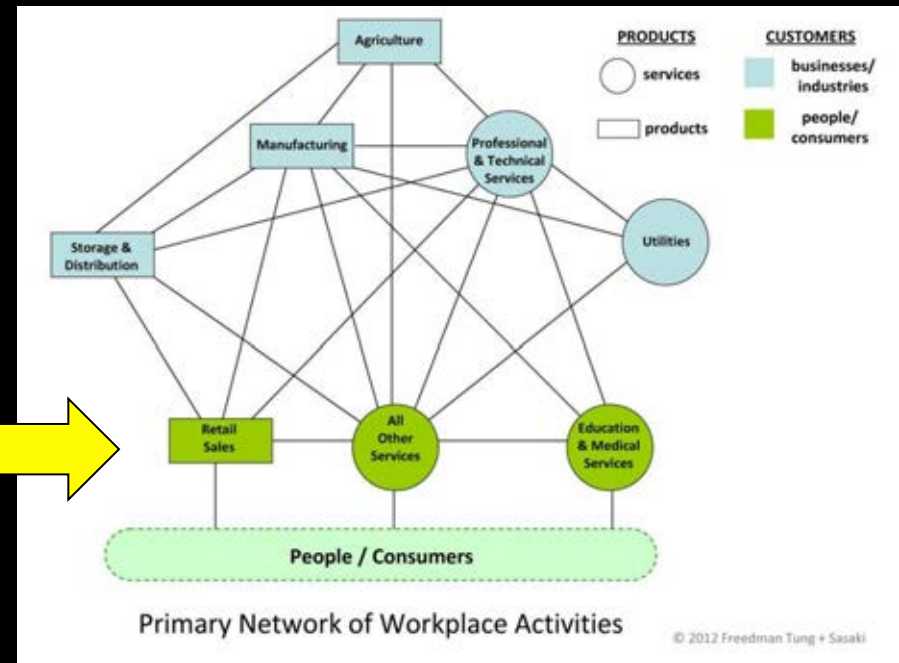 Agriculture
PRODUCTS
services
products
CUSTOMERS
businesses/
industries
people/
consumers
Manufacturing
Professional
& Technical
Services
Storage &
Distribution
Utilities
Retail
Sales
All
Other
Services
Education
& Medical
Services
People / Consumers
Primary Network of Workplace Activities
© 2012 Freedman Tung + Sasaki